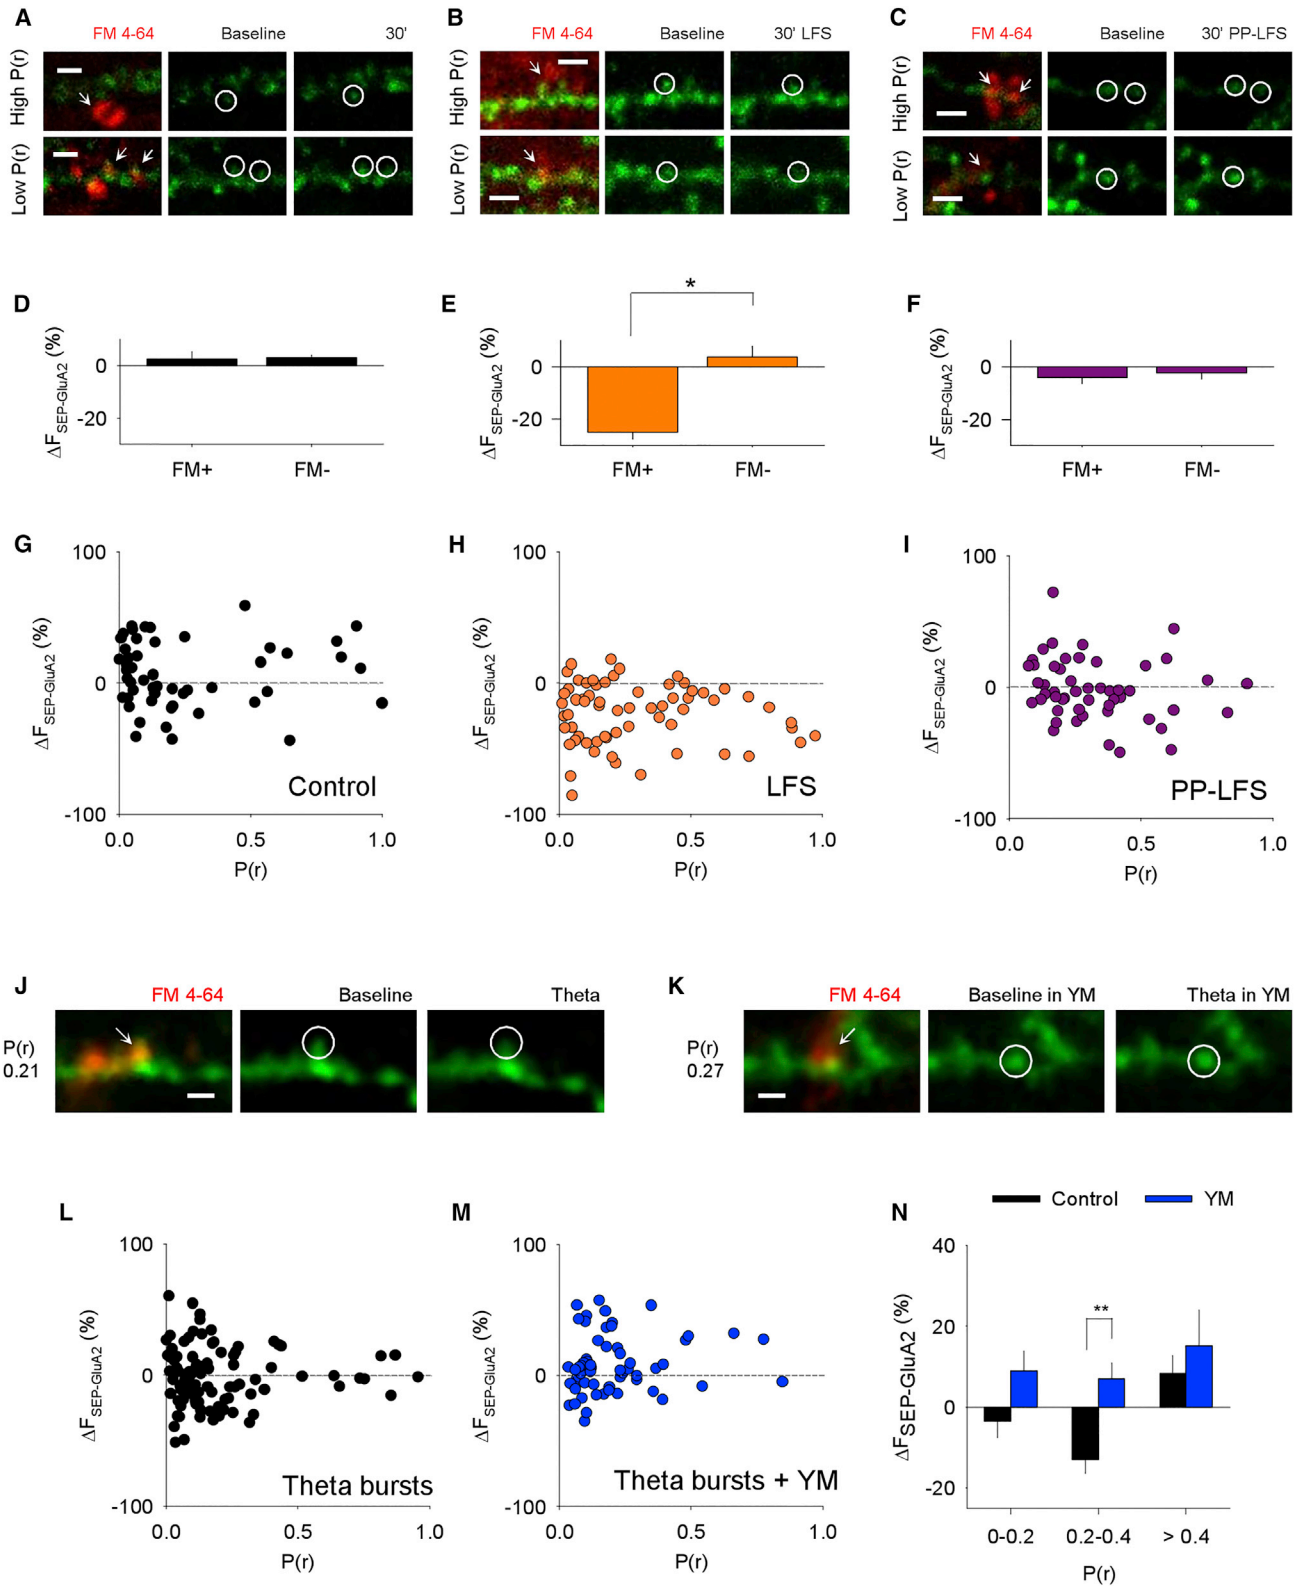 A
B
C
FM 4-64 Baseline 30'
FM 4-64 Baseline 30' LFS
FM 4-64 Baseline 30' PP-LFS
High P(r)
Low P(r)
High P(r)
Low P(r)
High P(r)
Low P(r)
D
ΔF SEP-GluA2 (%)
0
-20
FM+ FM-
E
*
ΔF SEP-GluA2 (%)
0
-20
FM+ FM-
F
ΔF SEP-GluA2 (%)
0
-20
FM+ FM-
G
ΔF SEP-GluA2 (%)
100
0
-100
Control
0.0 0.5 1.0
P(r)
H
ΔF SEP-GluA2 (%)
100
0
-100
LFS
0.0 0.5 1.0
P(r)
I
ΔF SEP-GluA2 (%)
100
0
-100
PP-LFS
0.0 0.5 1.0
P(r)
J
FM 4-64 Baseline Theta
P(r)
0.21
K
FM 4-64 Baseline in YM Theta in YM
P(r)
0.27
L
ΔF SEP-GluA2 (%)
100
0
-100
Theta bursts
0.0 0.5 1.0
P(r)
M
ΔF SEP-GluA2 (%)
100
0
-100
Theta bursts + YM
0.0 0.5 1.0
P(r)
N
Control YM
ΔF SEP-GluA2 (%)
40
20
0
-20
**
0-0.2 0.2-0.4 > 0.4
P(r)